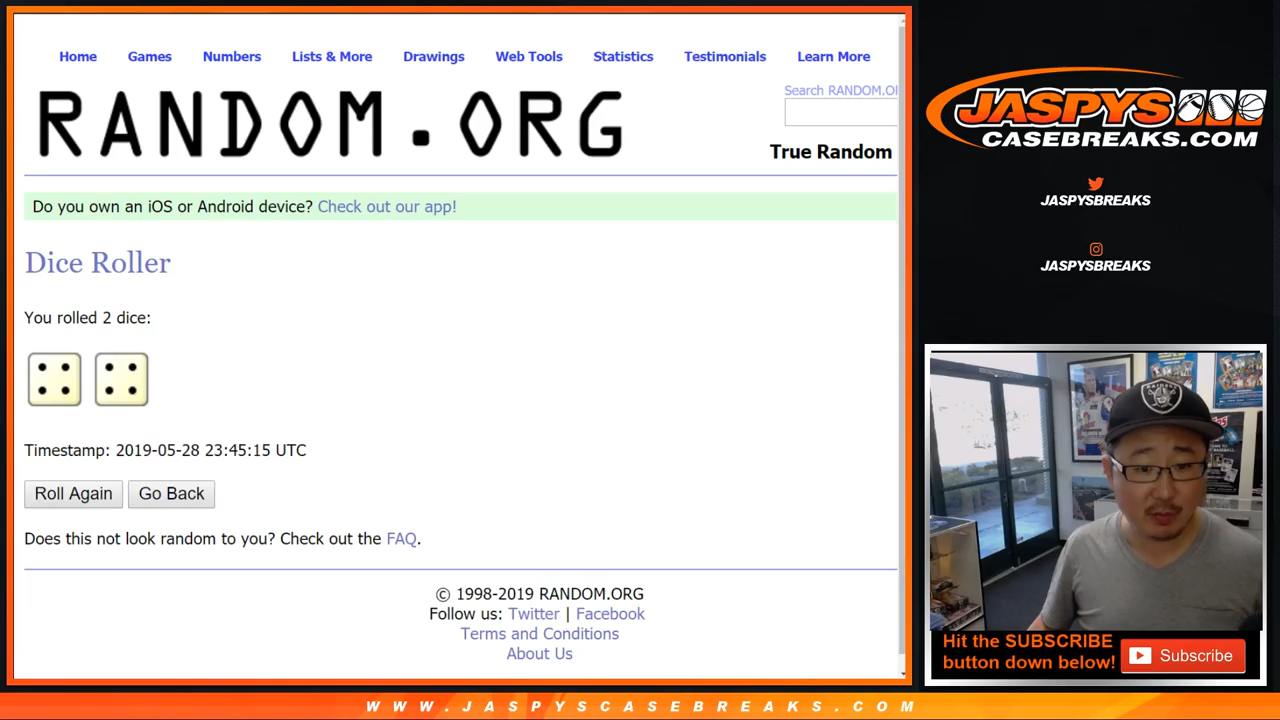 Home Games Numbers Lists & More Drawings Web Tools Statistics Testimonials Learn More
RANDOM.ORG
Search RANDOM.O
True Random
Do you own an iOS or Android device? Check out our app!
Dice Roller
You rolled 2 dice:
Timestamp: 2019-05-28 23:45:15 UTC
Roll Again Go Back
Does this not look random to you? Check out the FAQ.
© 1998-2019 RANDOM.ORG
Follow us: Twitter | Facebook
Terms and Conditions
About Us
JASPYS
CASEBREAKS.COM
JASPYSBREAKS
JASPYSBREAKS
RAIDERS
Hit the SUBSCRIBE
button down below!
Subscribe
WWW.JASPYSCASEBREAKS.COM